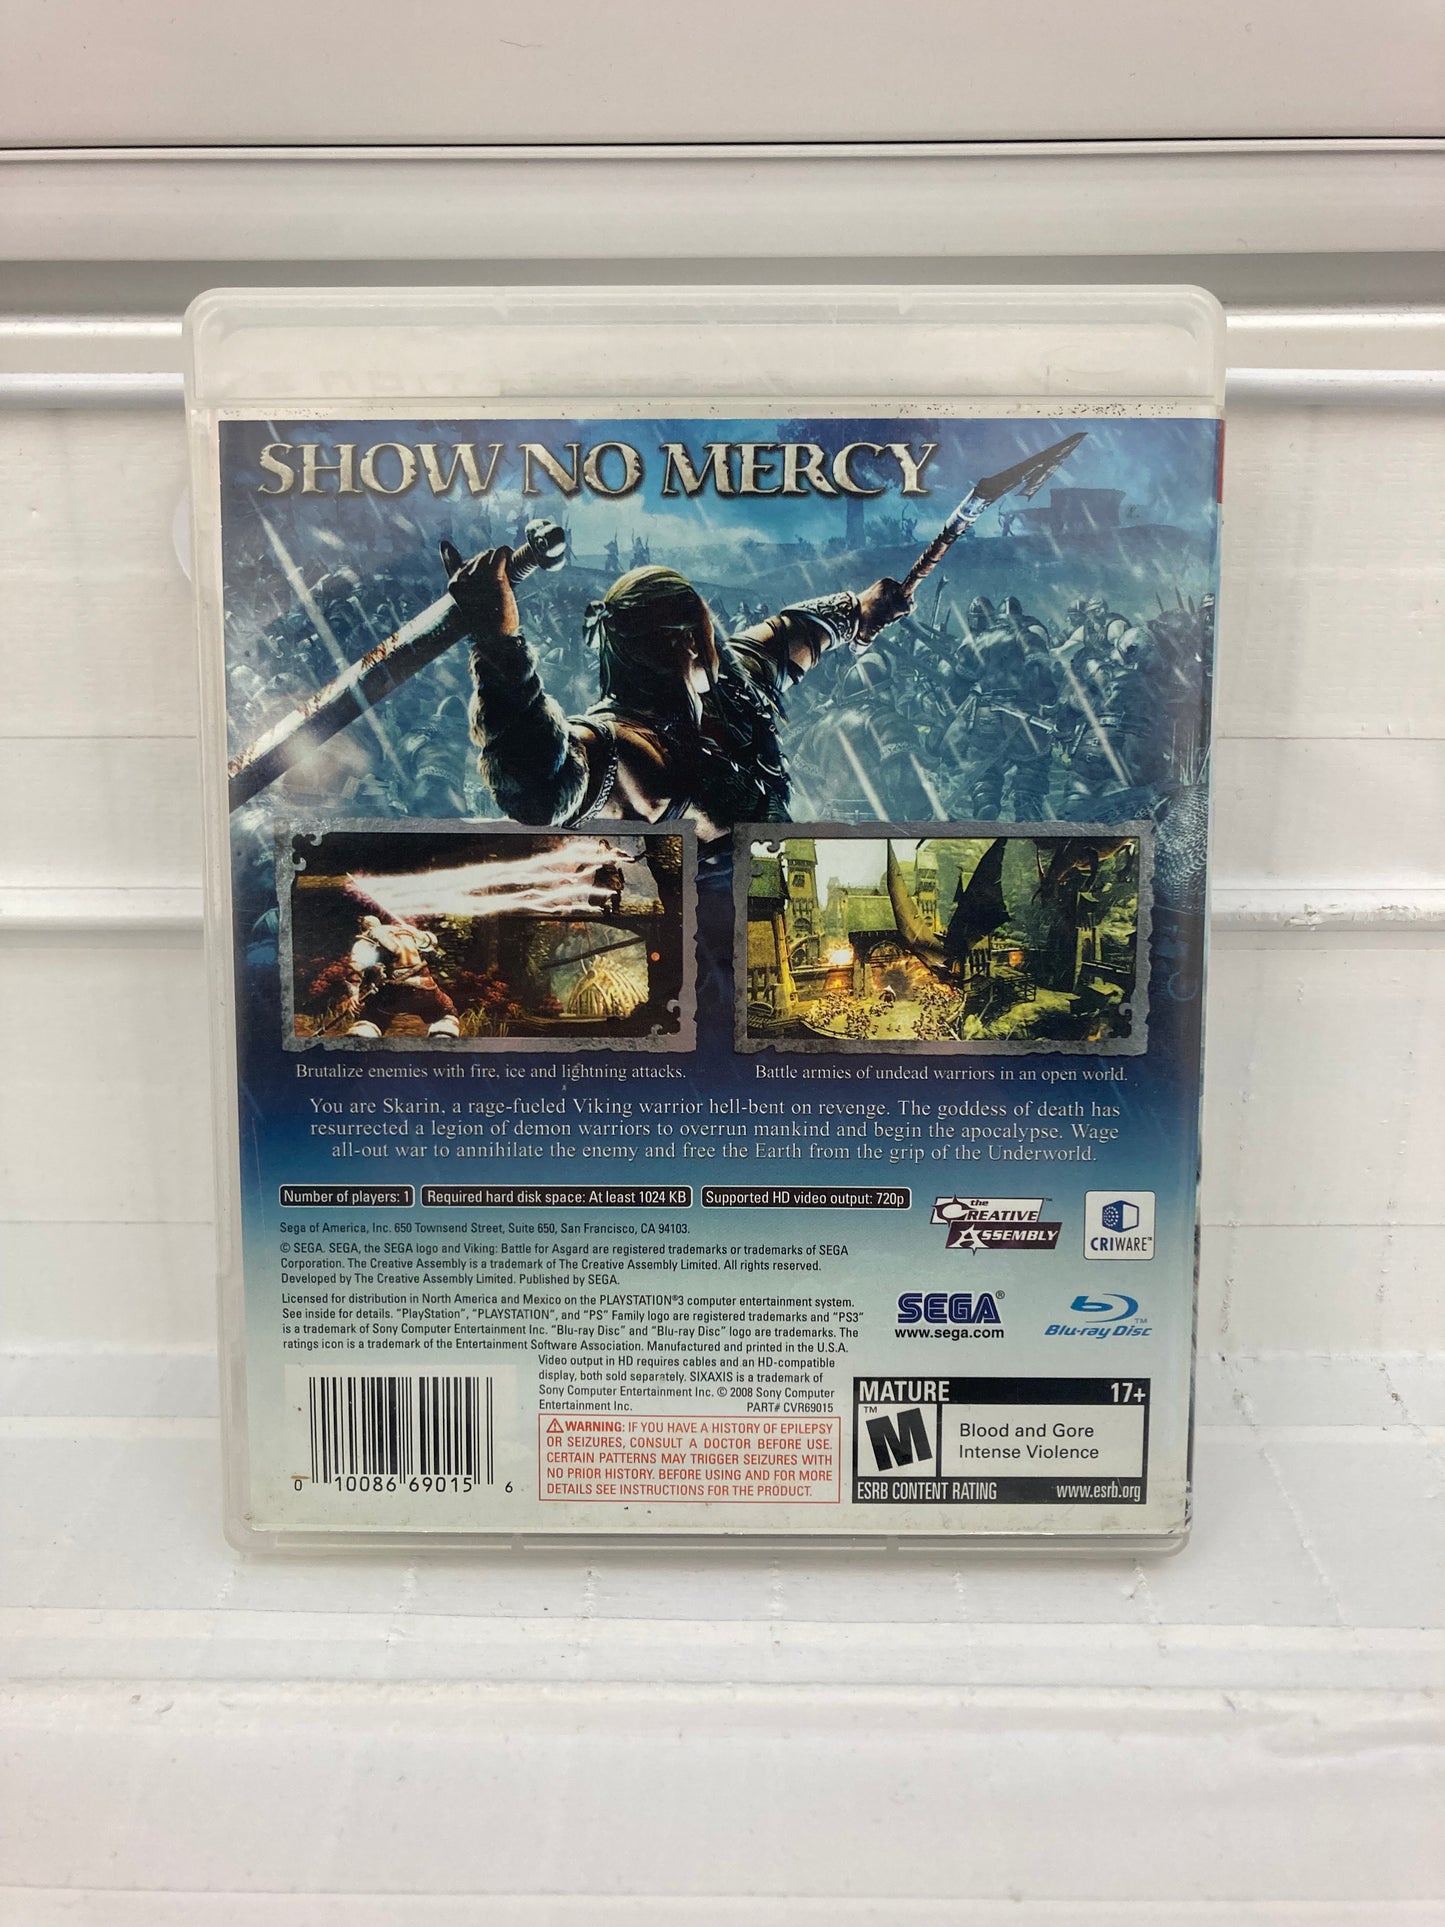 SHOW NO MERCY
Brutalize enemies with fire, ice and lightning attacks.
Battle armies of undead warriors in an open world.
You are Skarin, a rage-fueled Viking warrior hell-bent on revenge. The goddess of death has
resurrected a legion of demon warriors to overrun mankind and begin the apocalypse. Wage
all-out war to annihilate the enemy and free the Earth from the grip of the Underworld.
Number of players: 1
Required hard disk space: At least 1024 KB
Supported HD video output: 720p
the
CREATIVE
ASSEMBLY™
CRIWARE™
Sega of America, Inc. 650 Townsend Street, Suite 650, San Francisco, CA 94103.
© SEGA. SEGA, the SEGA logo and Viking: Battle for Asgard are registered trademarks or trademarks of SEGA
Corporation. The Creative Assembly is a trademark of The Creative Assembly Limited. All rights reserved.
Developed by The Creative Assembly Limited. Published by SEGA.
Licensed for distribution in North America and Mexico on the PLAYSTATION®3 computer entertainment system.
See inside for details. "PlayStation", "PLAYSTATION", and "PS" Family logo are registered trademarks and "PS3"
is a trademark of Sony Computer Entertainment Inc. "Blu-ray Disc" and "Blu-ray Disc" logo are trademarks. The
ratings icon is a trademark of the Entertainment Software Association. Manufactured and printed in the U.S.A.
Video output in HD requires cables and an HD-compatible
display, both sold separately. SIXAXIS is a trademark of
Sony Computer Entertainment Inc. © 2008 Sony Computer
Entertainment Inc. PART# CVR69015
SEGA®
www.sega.com
Blu-ray Disc™
0 10086 69015 6
⚠WARNING: IF YOU HAVE A HISTORY OF EPILEPSY
OR SEIZURES, CONSULT A DOCTOR BEFORE USE.
CERTAIN PATTERNS MAY TRIGGER SEIZURES WITH
NO PRIOR HISTORY. BEFORE USING AND FOR MORE
DETAILS SEE INSTRUCTIONS FOR THE PRODUCT.
MATURE 17+
M™
Blood and Gore
Intense Violence
ESRB CONTENT RATING www.esrb.org